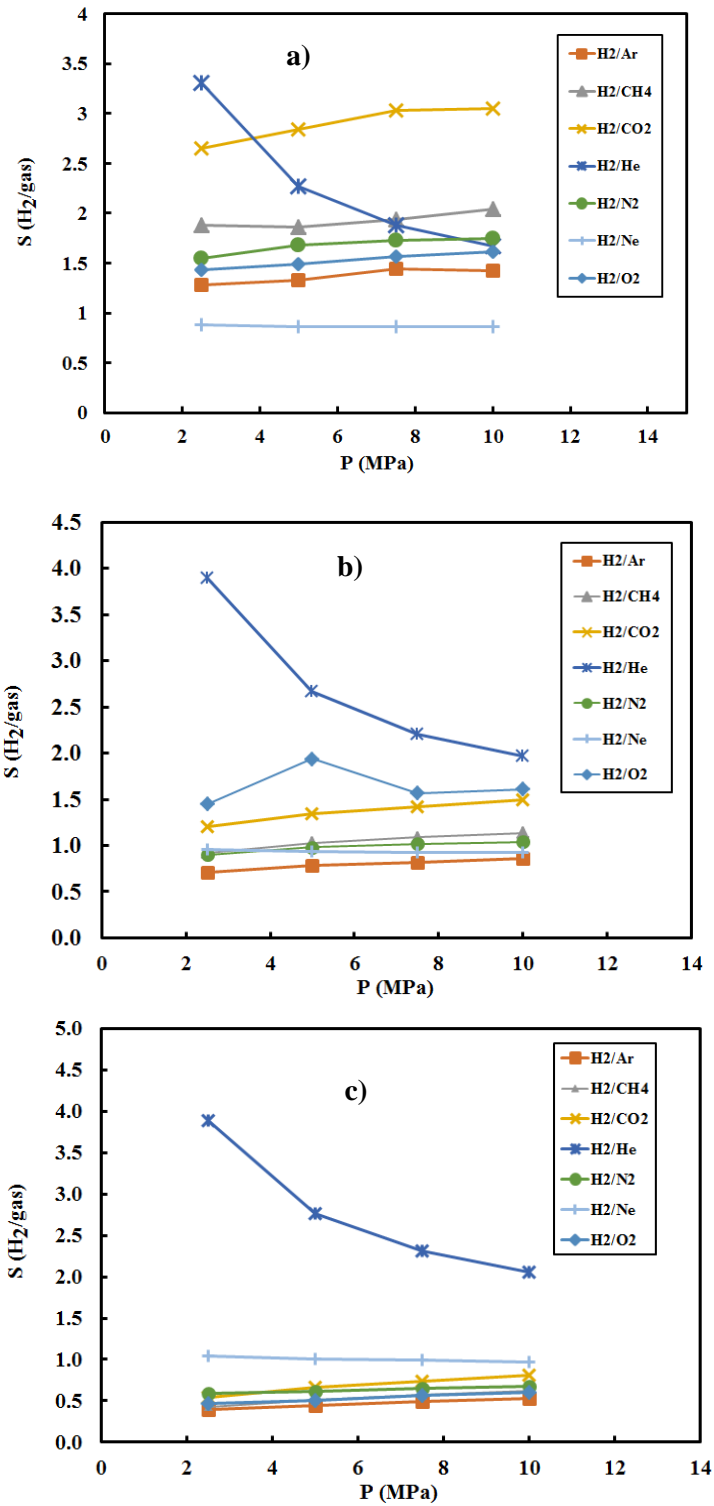 4
3.5
3
2.5
2
1.5
1
0.5
0
0 2 4 6 8 10 12 14
S (H2/gas)
P (MPa)
a)
H2/Ar
H2/CH4
H2/CO2
H2/He
H2/N2
H2/Ne
H2/O2
4.5
4.0
3.5
3.0
2.5
2.0
1.5
1.0
0.5
0.0
0 2 4 6 8 10 12 14
S (H2/gas)
P (MPa)
b)
H2/Ar
H2/CH4
H2/CO2
H2/He
H2/N2
H2/Ne
H2/O2
5.0
4.5
4.0
3.5
3.0
2.5
2.0
1.5
1.0
0.5
0.0
0 2 4 6 8 10 12 14
S (H2/gas)
P (MPa)
c)
H2/Ar
H2/CH4
H2/CO2
H2/He
H2/N2
H2/Ne
H2/O2